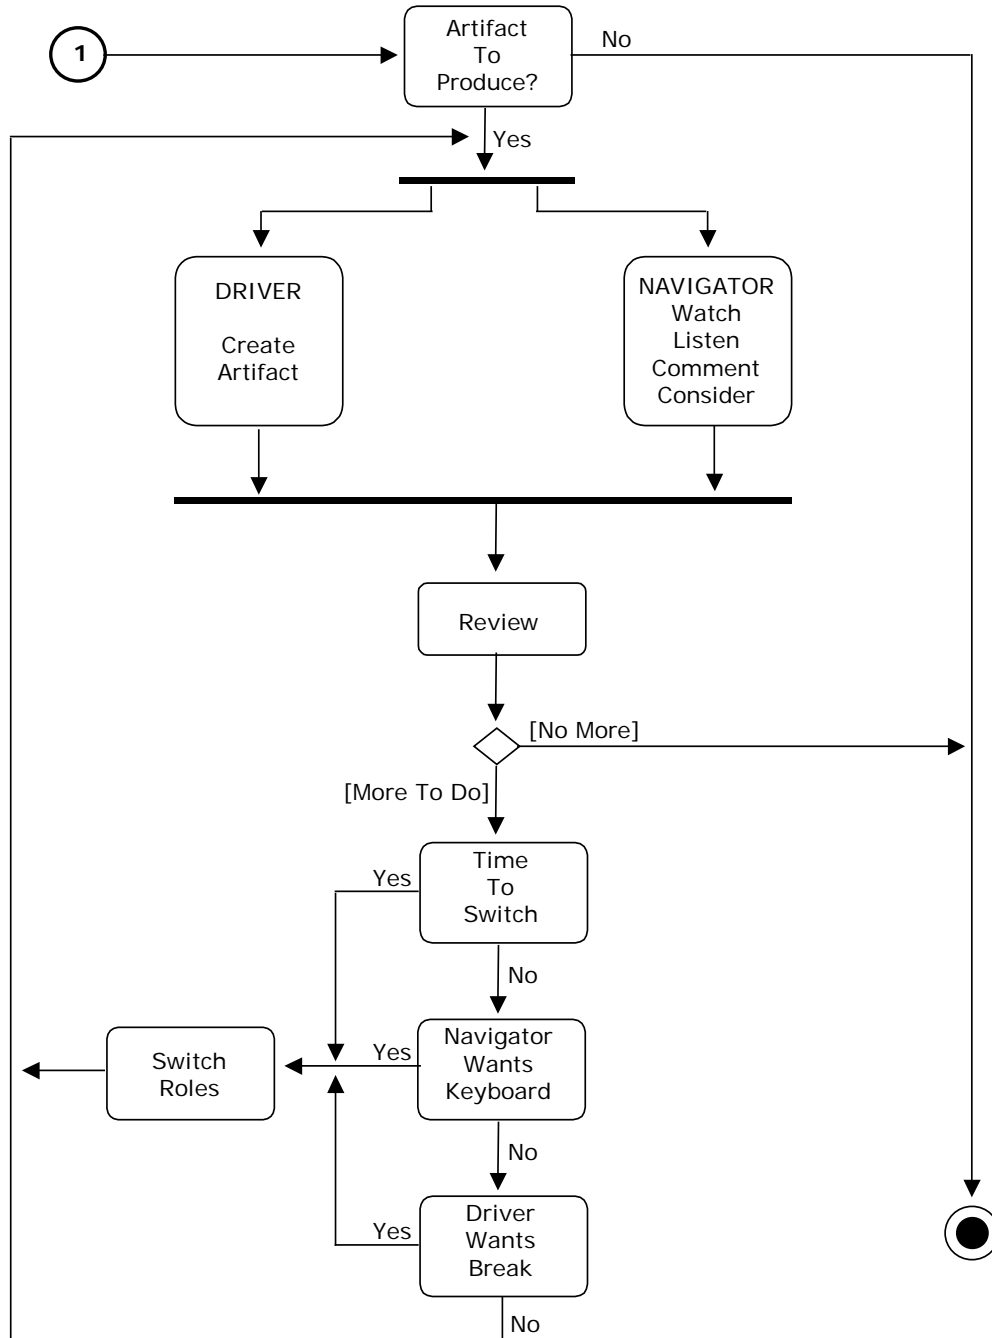 1
Artifact
To
Produce?
No
Yes
DRIVER
Create
Artifact
NAVIGATOR
Watch
Listen
Comment
Consider
Review
[No More]
[More To Do]
Time
To
Switch
Yes
No
Navigator
Wants
Keyboard
Yes
Switch
Roles
No
Driver
Wants
Break
Yes
No